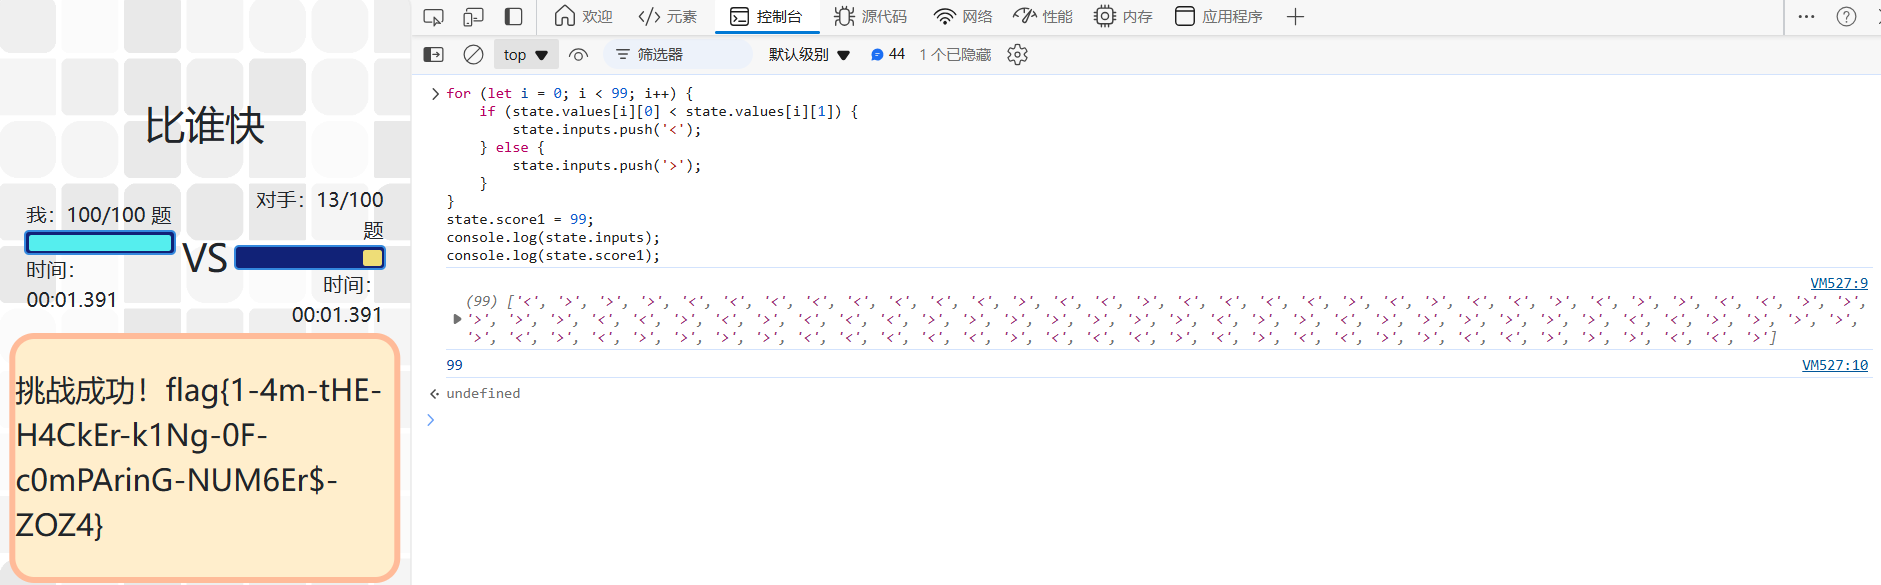 欢迎
元素
控制台
源代码
网络
性能
内存
应用程序
top
筛选器
默认级别
44
1 个已隐藏
比谁快
我：100/100 题
时间：
00:01.391
VS
对手：13/100
题
时间：
00:01.391
挑战成功！flag{1-4m-tHE-
H4CkEr-k1Ng-0F-
c0mPArinG-NUM6Er$-
ZOZ4}
for (let i = 0; i < 99; i++) {
    if (state.values[i][0] < state.values[i][1]) {
        state.inputs.push('<');
    } else {
        state.inputs.push('>');
    }
}
state.score1 = 99;
console.log(state.inputs);
console.log(state.score1);
VM527:9
(99) ['<', '>', '>', '>', '<', '<', '<', '<', '<', '<', '<', '<', '>', '<', '<', '>', '<', '<', '<', '<', '>', '<', '<', '>', '<', '<', '>', '<', '>', '>', '<', '<', '>', '>',
99
VM527:10
undefined